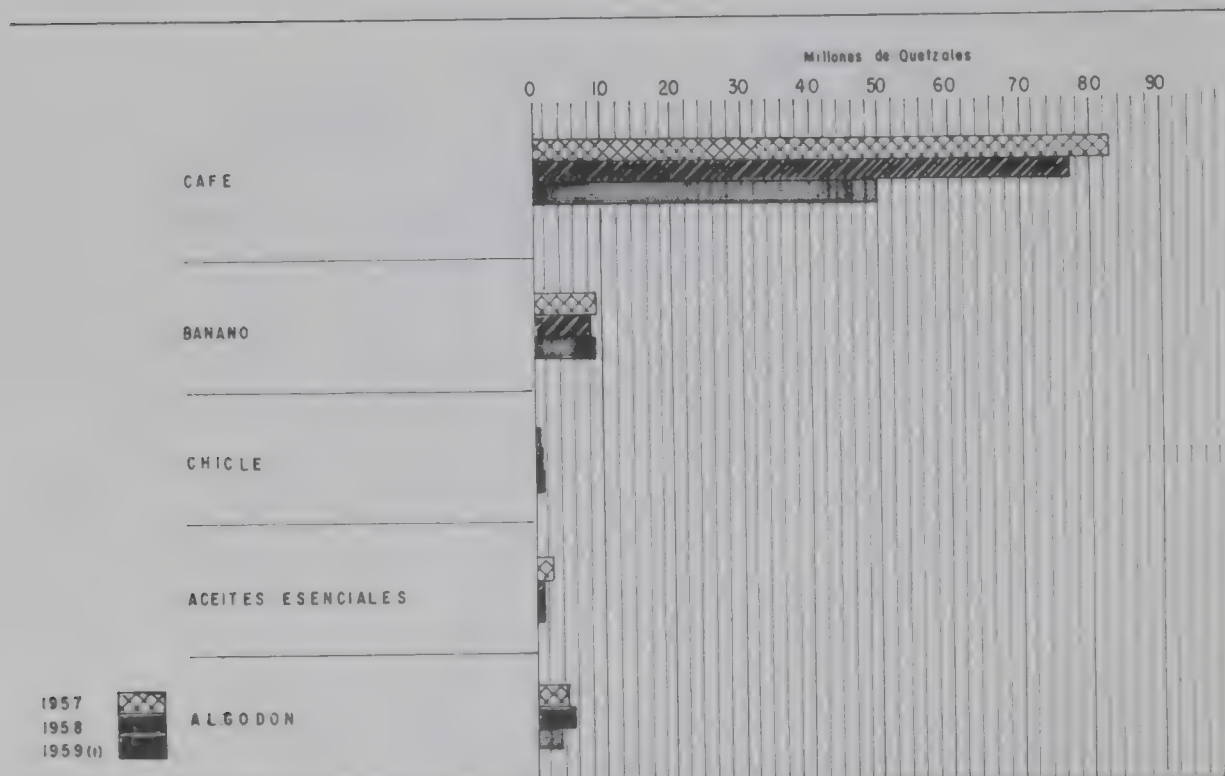 Millones de Quetzales
0 10 20 30 40 50 60 70 80 90
CAFE
BANANO
CHICLE
ACEITES ESENCIALES
ALGODON
1957
1958
1959(1)